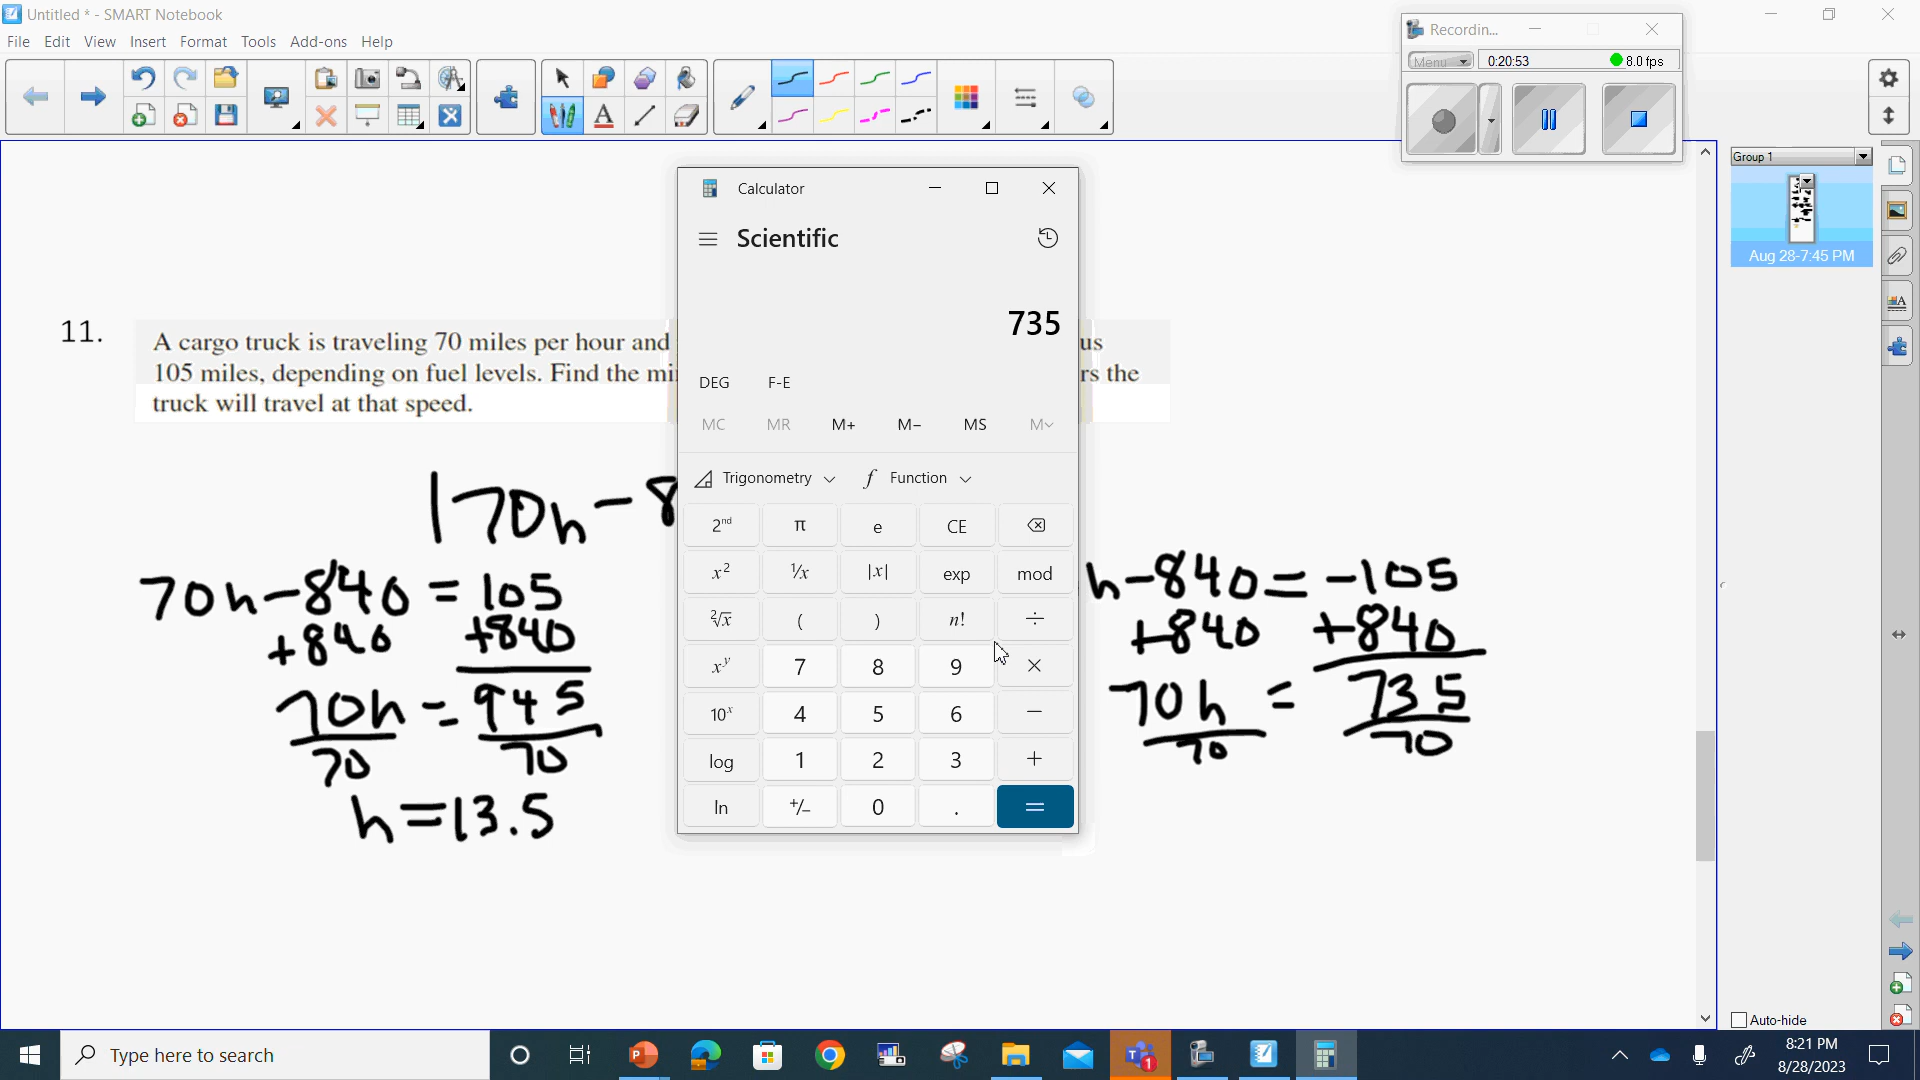 Untitled * - SMART Notebook
File Edit View Insert Format Tools Add-ons Help
Recordin...
Menu 0:20:53 8.0 fps
Group 1
Aug 28-7:45 PM
Calculator
Scientific
735
DEG F-E
MC MR M+ M− MS M
Trigonometry f Function
2nd π e CE
x² ¹/x |x| exp mod
²√x ( ) n! ÷
xʸ 7 8 9 ×
10ˣ 4 5 6 −
log 1 2 3 +
ln +/− 0 . =
11.
A cargo truck is traveling 70 miles per hour and us
105 miles, depending on fuel levels. Find the mi rs the
truck will travel at that speed.
|70h-8
70h-840 = 105
+840 +840
70h = 945
70 70
h=13.5
h-840=-105
+840 +840
70h = 735
70 70
Auto-hide
Type here to search
1
8:21 PM
8/28/2023